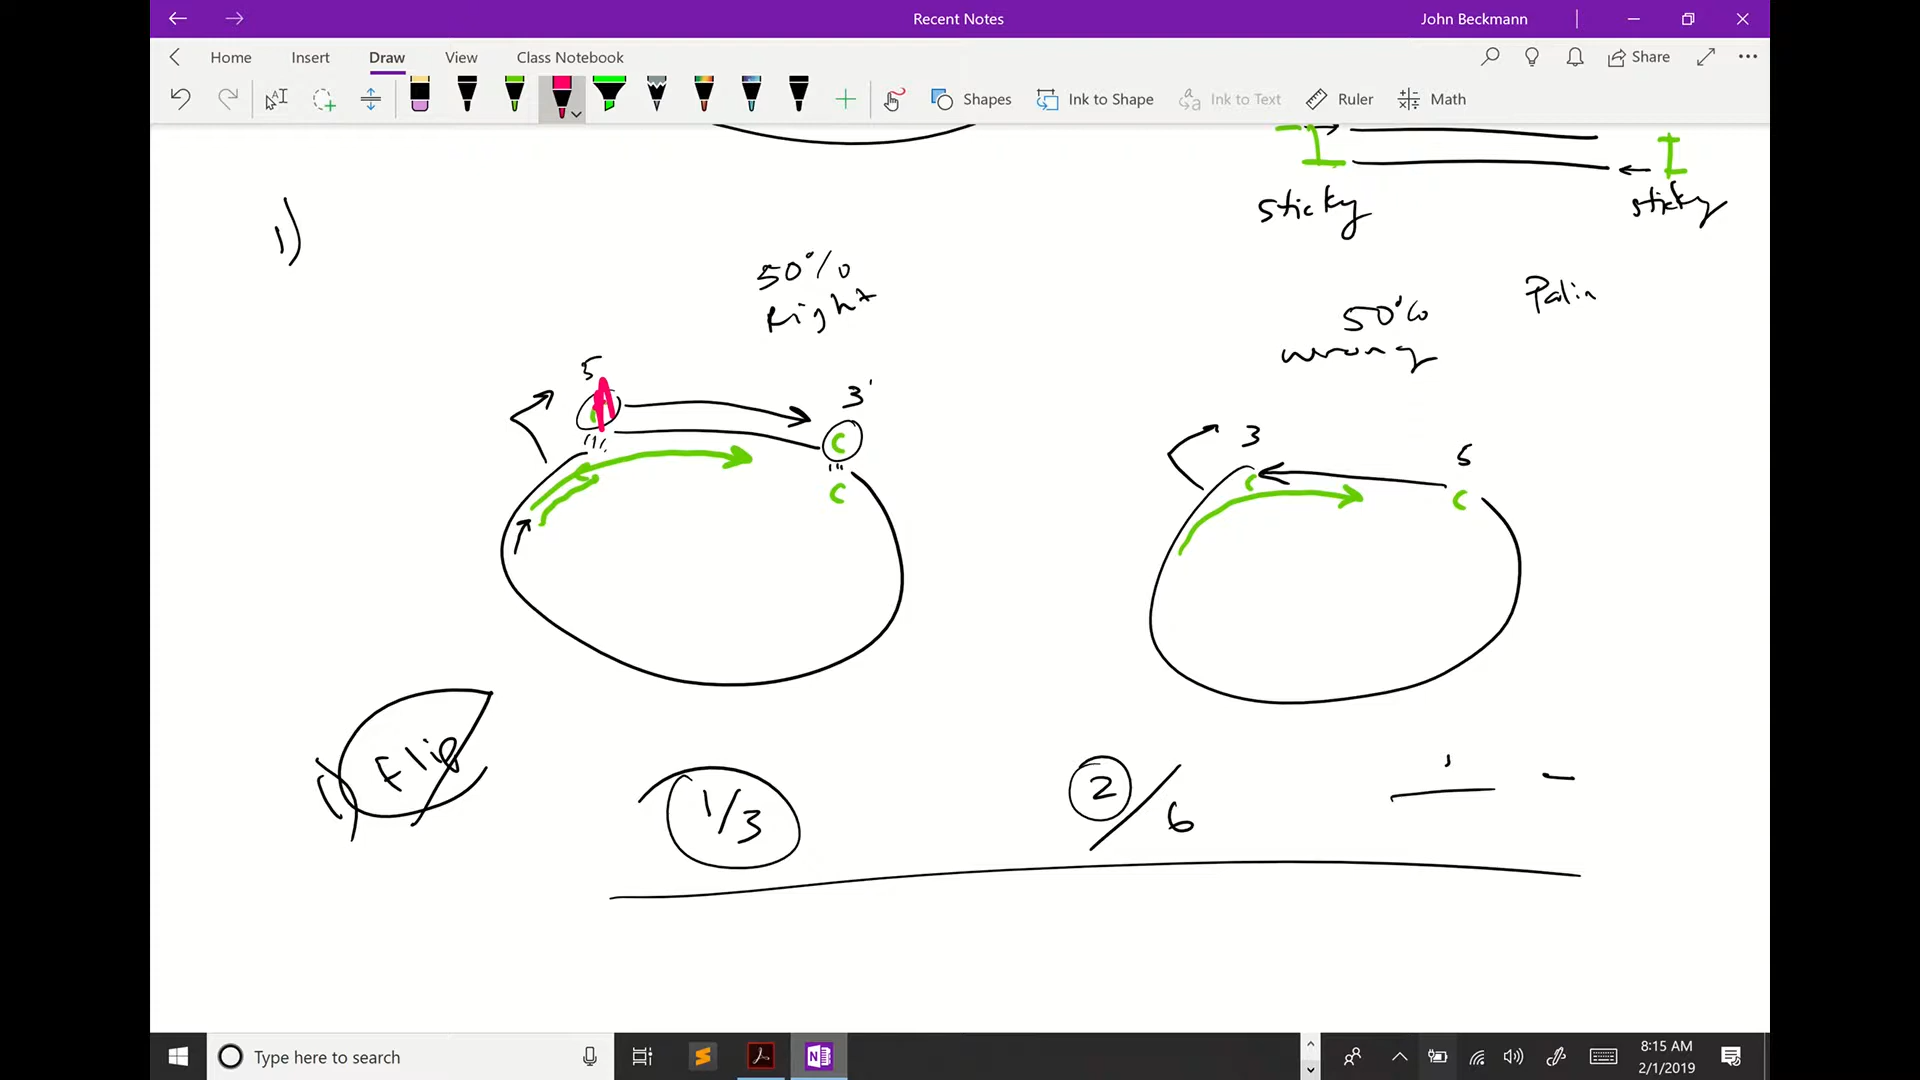 Recent Notes
John Beckmann
Home Insert Draw View Class Notebook
Share
Shapes
Ink to Shape
Ink to Text
Ruler
Math
I I
sticky sticky
1)
50%
Right
50%
wrong
Palin
5 3'
C
C
3 5
C C
Flip
1/3
2/6
Type here to search
8:15 AM
2/1/2019